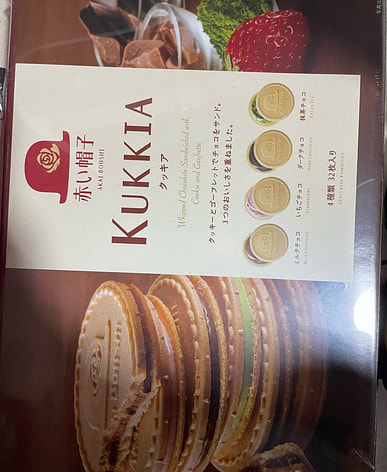 赤い帽子
AKAI BOHSHI
KUKKIA
クッキア
Whipped Chocolate Sandwiched with
Cookie and Gaufrette
クッキーとゴーフレットでチョコをサンド。
3つのおいしさを重ねました。
抹茶チョコ
ダークチョコ
いちごチョコ
ミルクチョコ
4種類 32枚入り